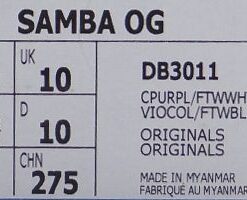 SAMBA OG
UK
10
D
10
CHN
275
DB3011
CPURPL/FTWWH
VIOCOL/FTWBL
ORIGINALS
ORIGINALS
MADE IN MYANMAR
FABRIQUÉ AU MYANMAR